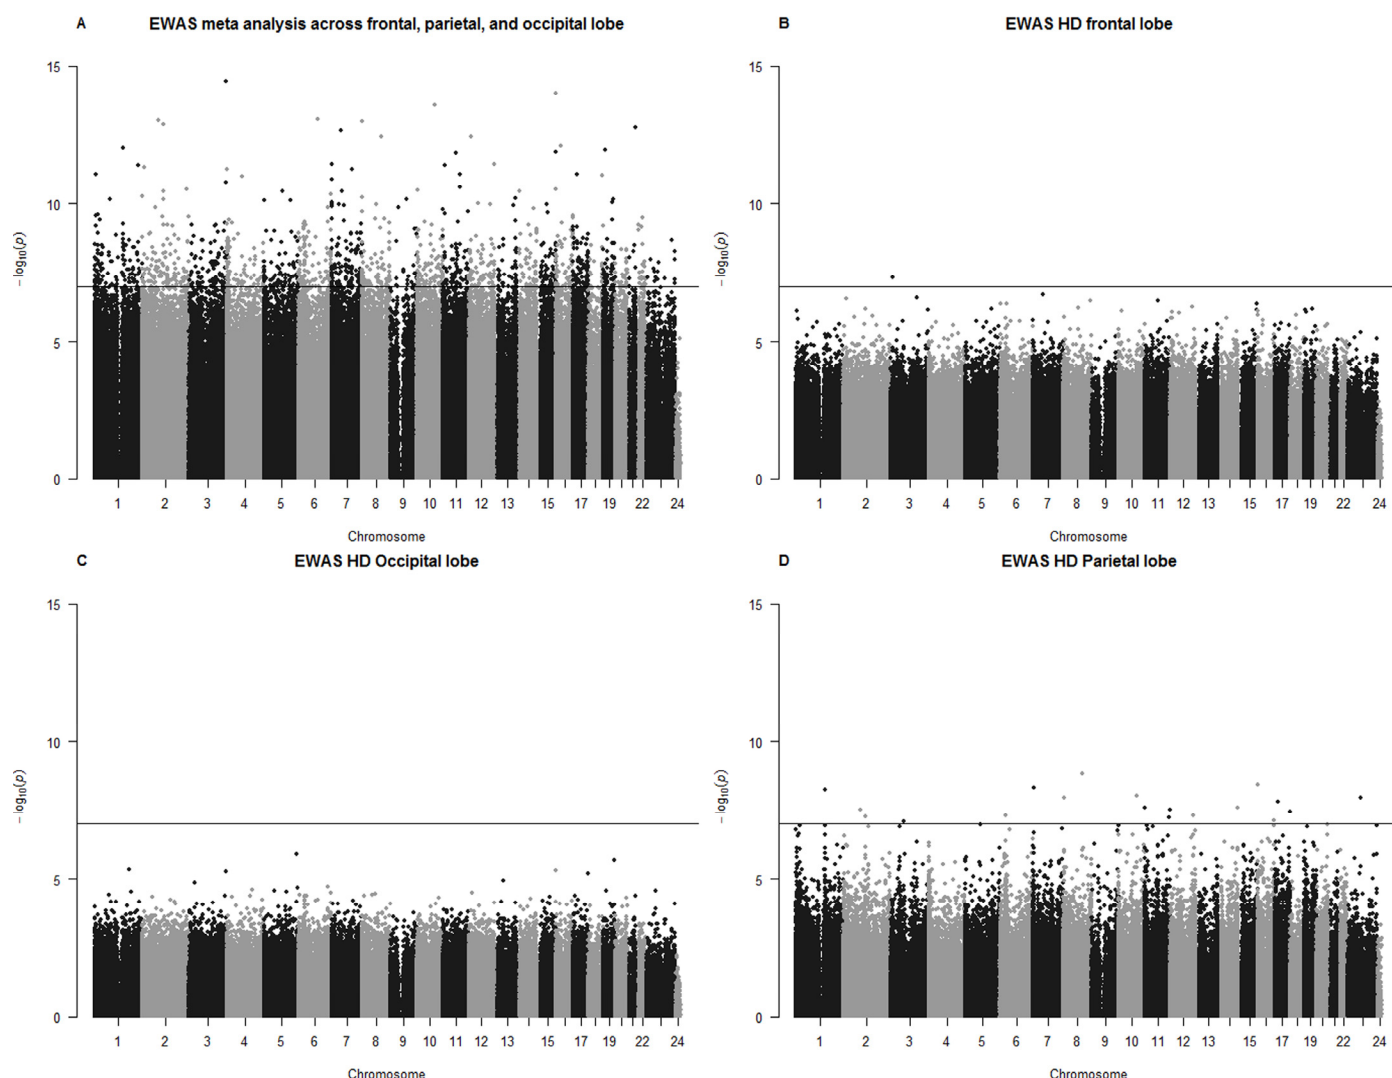 A EWAS meta analysis across frontal, parietal, and occipital lobe
15
10
5
0
− log10(p)
1 2 3 4 5 6 7 8 9 10 11 12 13 15 17 19 22 24
Chromosome
B EWAS HD frontal lobe
15
10
5
0
− log10(p)
1 2 3 4 5 6 7 8 9 10 11 12 13 15 17 19 22 24
Chromosome
C EWAS HD Occipital lobe
15
10
5
0
− log10(p)
1 2 3 4 5 6 7 8 9 10 11 12 13 15 17 19 22 24
Chromosome
D EWAS HD Parietal lobe
15
10
5
0
− log10(p)
1 2 3 4 5 6 7 8 9 10 11 12 13 15 17 19 22 24
Chromosome